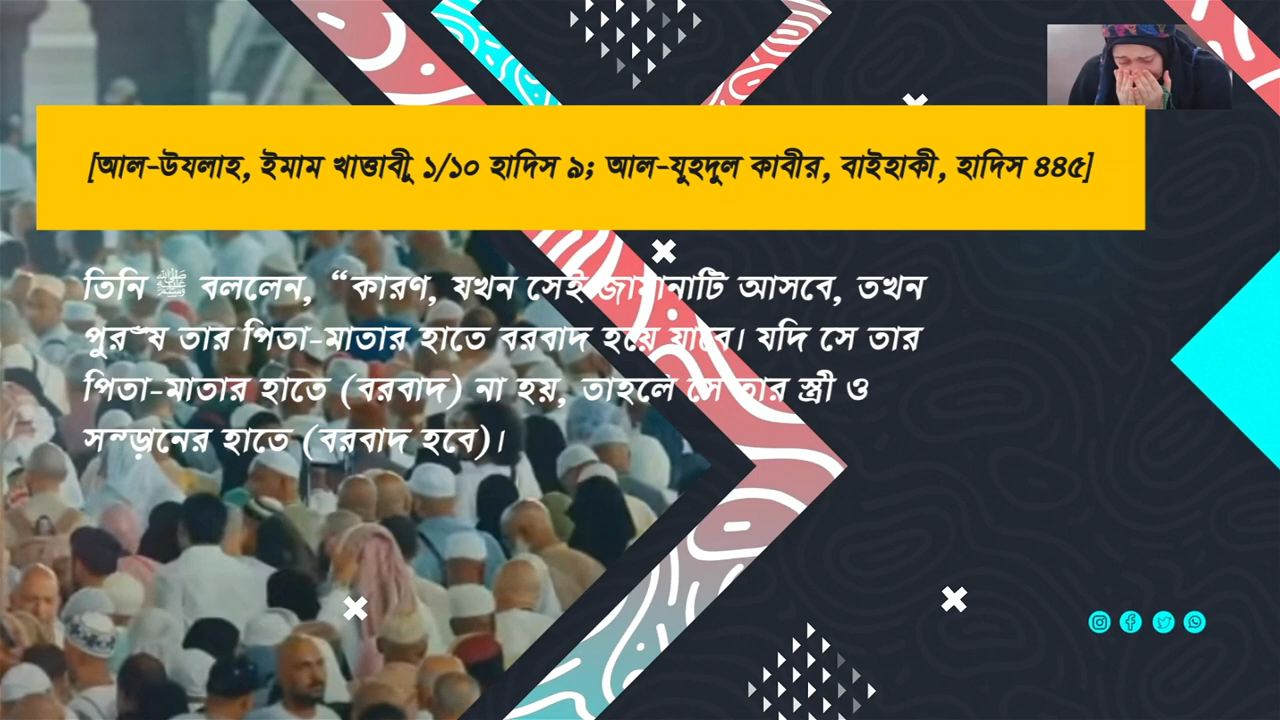 [আল-উযলাহ, ইমাম খাত্তাবী, ১/১০ হাদিস ৯; আল-যুহদুল কাবীর, বাইহাকী, হাদিস ৪৪৫]
তিনি ﷺ বললেন, “কারণ, যখন সেই জামানাটি আসবে, তখন
পুরুষ তার পিতা-মাতার হাতে বরবাদ হয়ে যাবে। যদি সে তার
পিতা-মাতার হাতে (বরবাদ) না হয়, তাহলে সে তার স্ত্রী ও
সন্ড়ানের হাতে (বরবাদ হবে)।